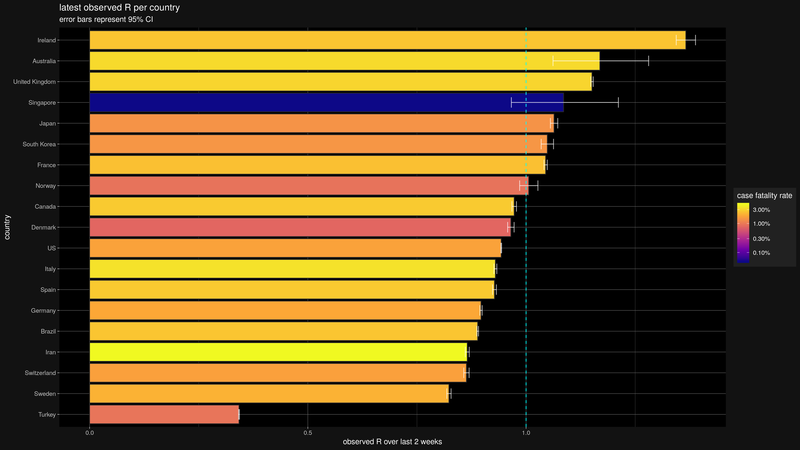 latest observed R per country
error bars represent 95% CI
Ireland
Australia
United Kingdom
Singapore
Japan
South Korea
France
Norway
Canada
Denmark
US
Italy
Spain
Germany
Brazil
Iran
Switzerland
Sweden
Turkey
country
0.0
0.5
1.0
observed R over last 2 weeks
case fatality rate
3.00%
1.00%
0.30%
0.10%